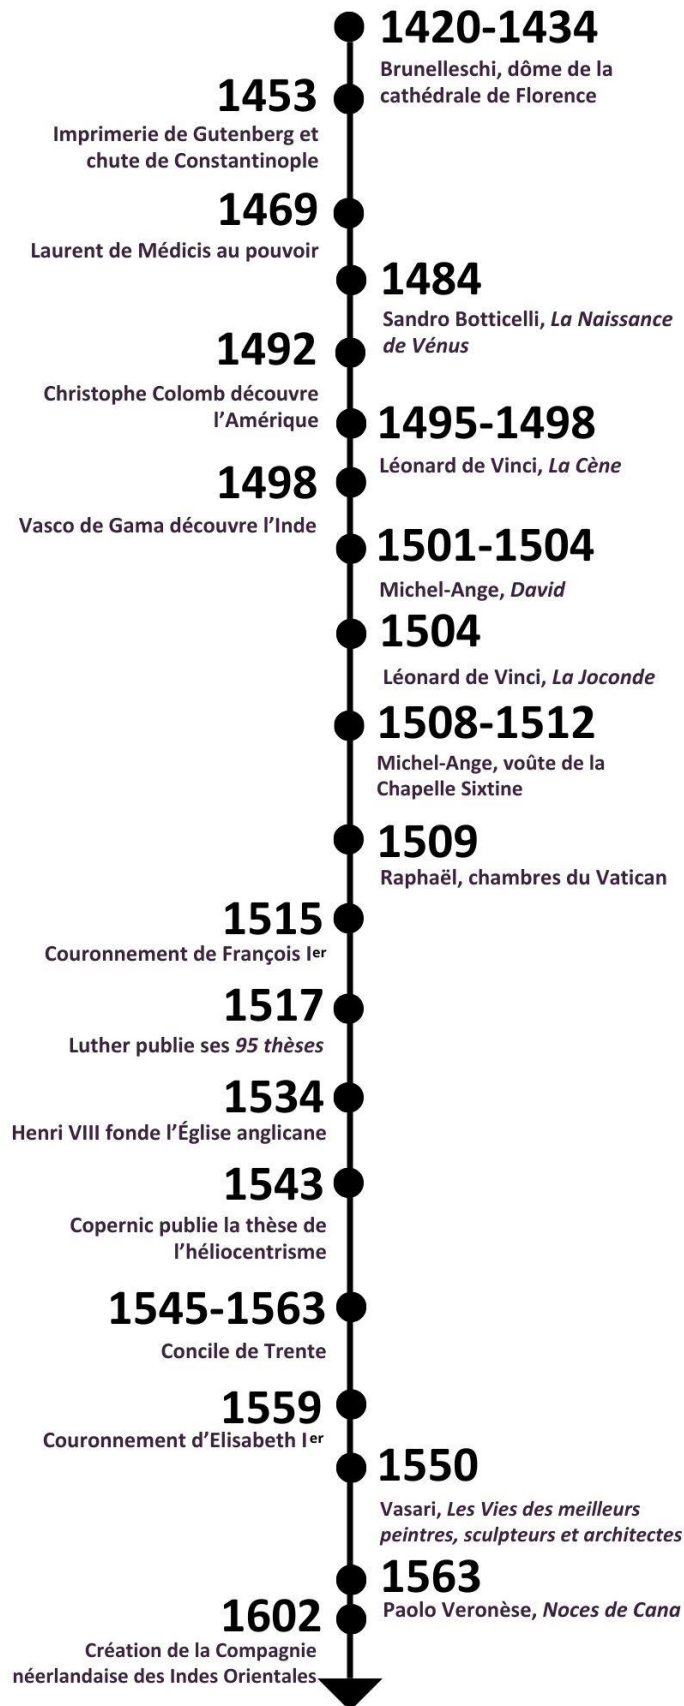 1420-1434
Brunelleschi, dôme de la
cathédrale de Florence
1453
Imprimerie de Gutenberg et
chute de Constantinople
1469
Laurent de Médicis au pouvoir
1484
Sandro Botticelli, La Naissance
de Vénus
1492
Christophe Colomb découvre
l’Amérique
1495-1498
Léonard de Vinci, La Cène
1498
Vasco de Gama découvre l’Inde
1501-1504
Michel-Ange, David
1504
Léonard de Vinci, La Joconde
1508-1512
Michel-Ange, voûte de la
Chapelle Sixtine
1509
Raphaël, chambres du Vatican
1515
Couronnement de François Ier
1517
Luther publie ses 95 thèses
1534
Henri VIII fonde l’Église anglicane
1543
Copernic publie la thèse de
l’héliocentrisme
1545-1563
Concile de Trente
1559
Couronnement d’Elisabeth Ier
1550
Vasari, Les Vies des meilleurs
peintres, sculpteurs et architectes
1563
Paolo Veronèse, Noces de Cana
1602
Création de la Compagnie
néerlandaise des Indes Orientales